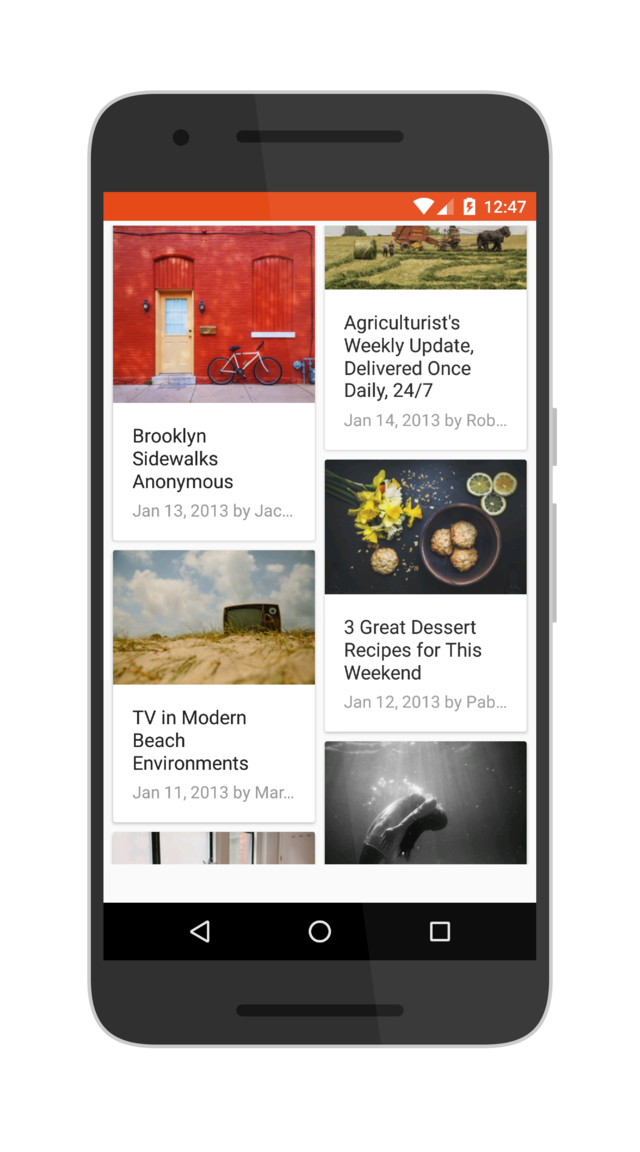 12:47
Brooklyn
Sidewalks
Anonymous
Jan 13, 2013 by Jac...
TV in Modern
Beach
Environments
Jan 11, 2013 by Mar...
Agriculturist's
Weekly Update,
Delivered Once
Daily, 24/7
Jan 14, 2013 by Rob...
3 Great Dessert
Recipes for This
Weekend
Jan 12, 2013 by Pab...